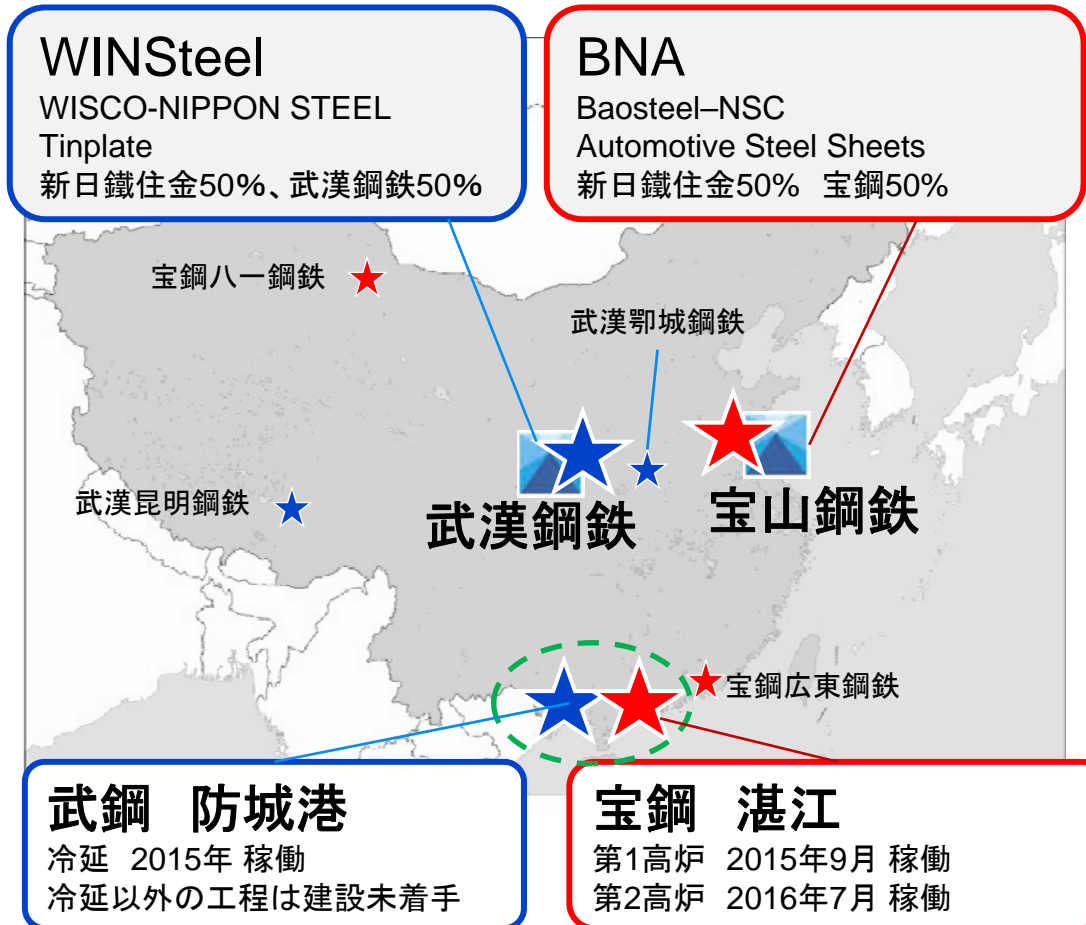 WINSteel
WISCO-NIPPON STEEL
Tinplate
新日鐵住金50%、武漢鋼鉄50%
BNA
Baosteel–NSC
Automotive Steel Sheets
新日鐵住金50%　宝鋼50%
宝鋼八一鋼鉄
武漢鄂城鋼鉄
武漢昆明鋼鉄
武漢鋼鉄
宝山鋼鉄
宝鋼広東鋼鉄
武鋼　防城港
冷延　2015年 稼働
冷延以外の工程は建設未着手
宝鋼　湛江
第1高炉　2015年9月 稼働
第2高炉　2016年7月 稼働